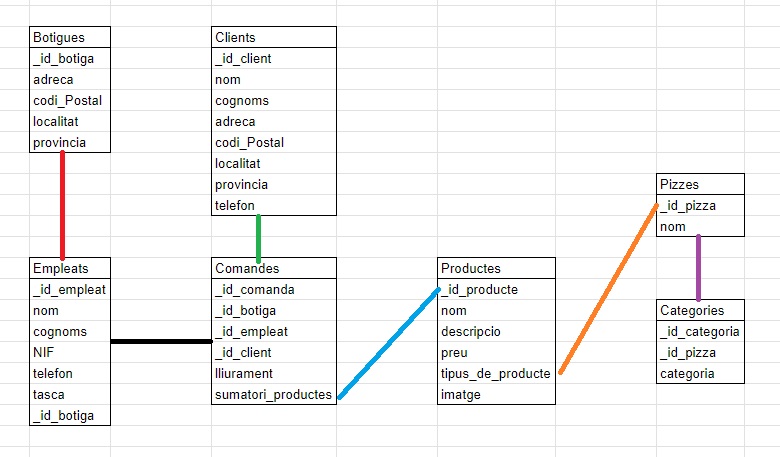 Botigues
_id_botiga
adreca
codi_Postal
localitat
provincia
Clients
_id_client
nom
cognoms
adreca
codi_Postal
localitat
provincia
telefon
Pizzes
_id_pizza
nom
Empleats
_id_empleat
nom
cognoms
NIF
telefon
tasca
_id_botiga
Comandes
_id_comanda
_id_botiga
_id_empleat
_id_client
lliurament
sumatori_productes
Productes
_id_producte
nom
descripcio
preu
tipus_de_producte
imatge
Categories
_id_categoria
_id_pizza
categoria